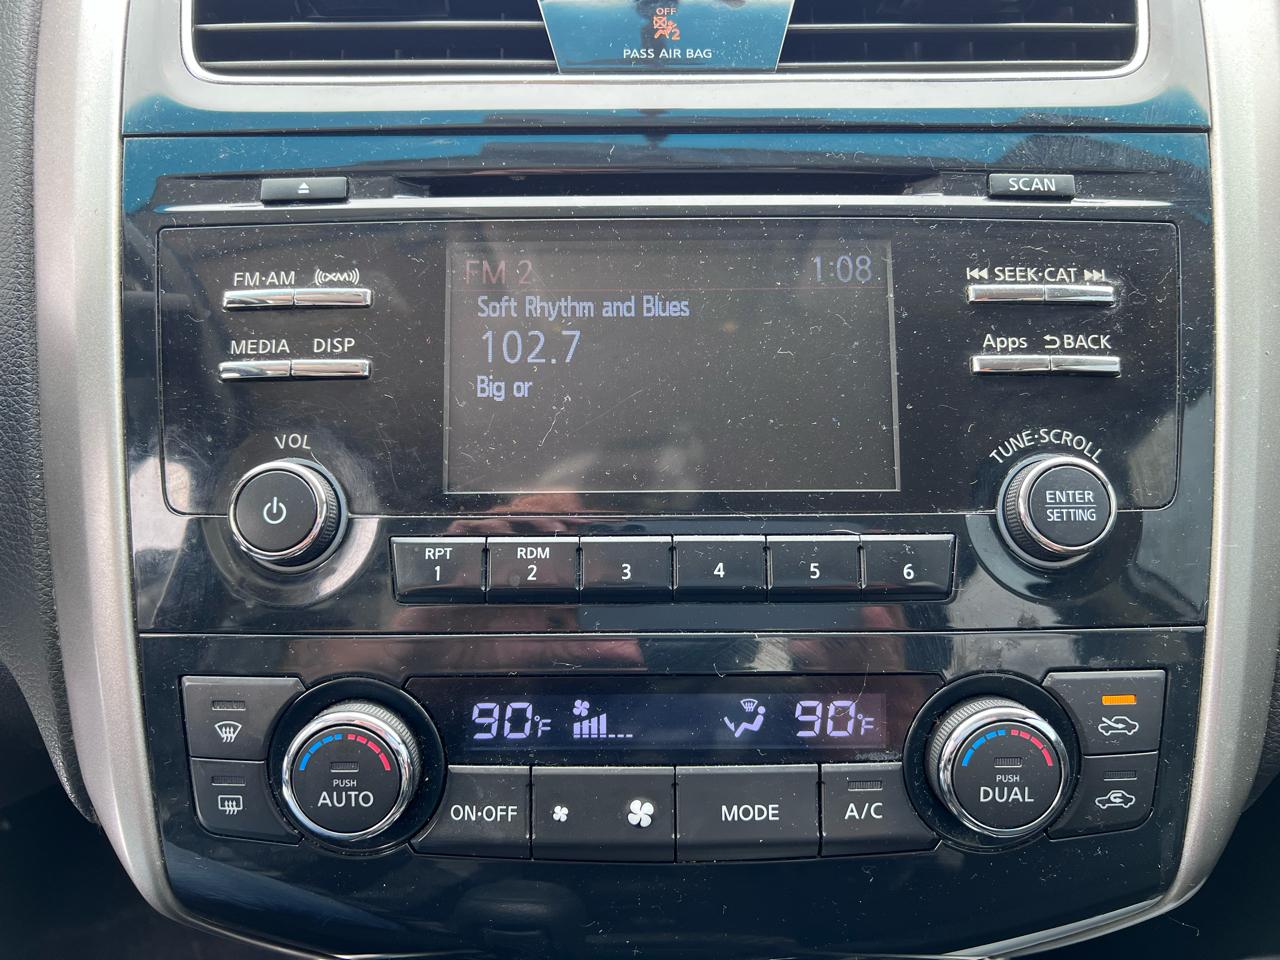 OFF
2
PASS AIR BAG
SCAN
FM·AM
((XM))
SEEK·CAT
MEDIA
DISP
Apps
BACK
FM 2
1:08
Soft Rhythm and Blues
102.7
Big or
VOL
TUNE·SCROLL
ENTER
SETTING
RPT
1
RDM
2
3
4
5
6
90°F
90°F
PUSH
AUTO
ON·OFF
MODE
A/C
PUSH
DUAL